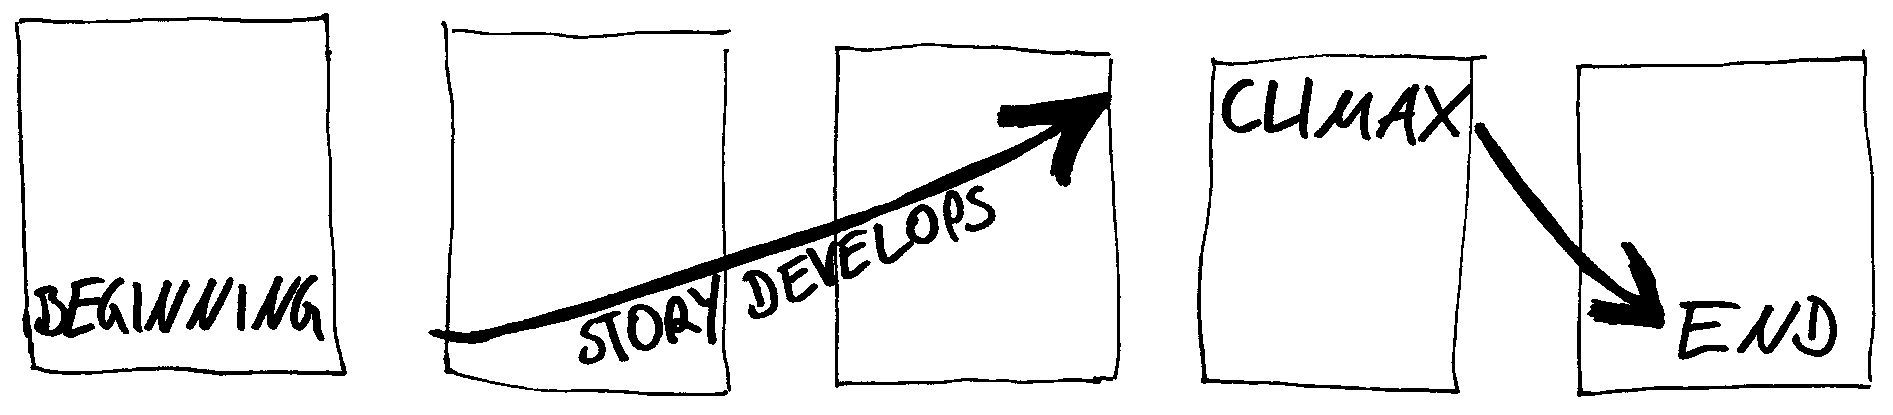 BEGINNING
STORY DEVELOPS
CLIMAX
END